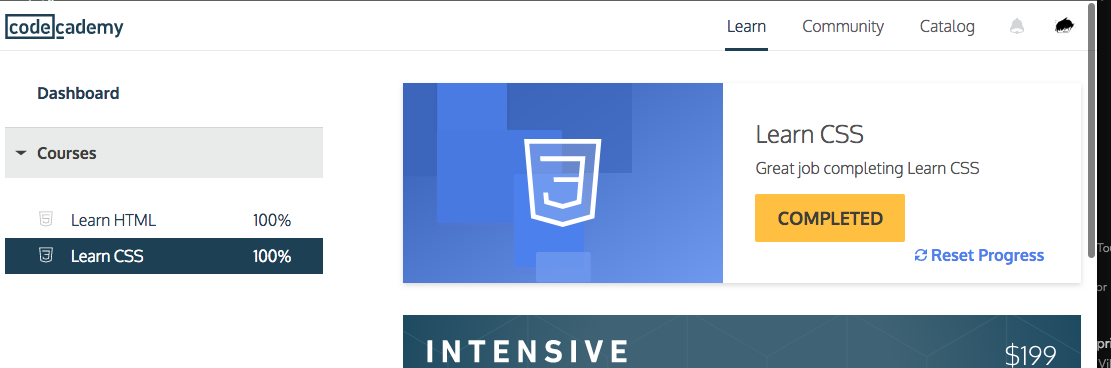 codecademy
Learn Community Catalog
Dashboard
Courses
Learn HTML 100%
Learn CSS 100%
Learn CSS
Great job completing Learn CSS
COMPLETED
Reset Progress
INTENSIVE
$199
or